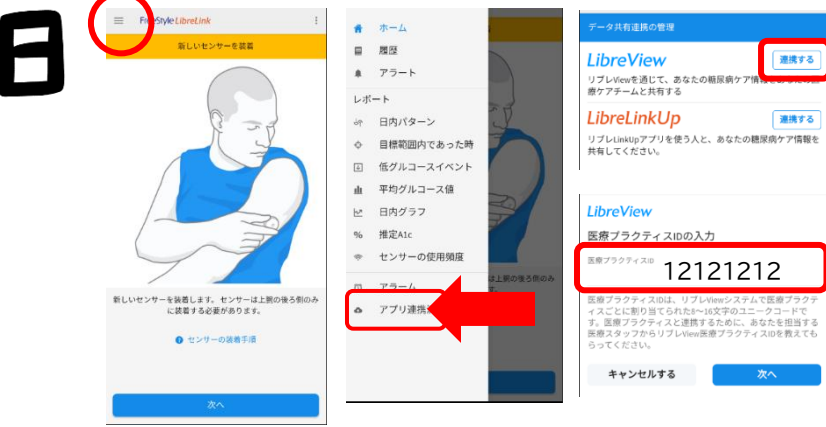 8
FreeStyle LibreLink
新しいセンサーを装着
新しいセンサーを装着します。センサーは上腕の後ろ側のみ
に装着する必要があります。
センサーの装着手順
次へ
ホーム
履歴
アラート
レポート
日内パターン
目標範囲内であった時
低グルコースイベント
平均グルコース値
日内グラフ
推定A1c
センサーの使用頻度
アラーム
アプリ連携
は上腕の後ろ側のみ
データ共有連携の管理
LibreView
連携する
リブレViewを通じて、あなたの糖尿病ケア情報を
療ケアチームと共有する
LibreLinkUp
連携する
リブレLinkUpアプリを使う人と、あなたの糖尿病ケア情報を
共有してください。
LibreView
医療プラクティスIDの入力
医療プラクティスID
12121212
医療プラクティスIDは、リブレViewシステムで医療プラクテ
ィスごとに割り当てられた8～16文字のユニークコードで
す。医療プラクティスと連携するために、あなたを担当する
医療スタッフからリブレView医療プラクティスIDを教えても
らってください。
キャンセルする
次へ